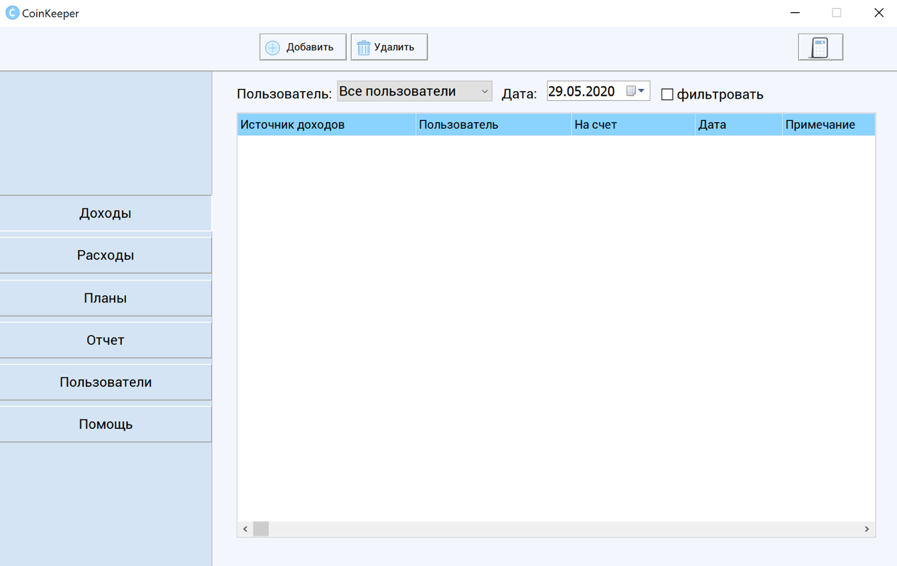 CoinKeeper
Добавить Удалить
Пользователь: Все пользователи Дата: 29.05.2020 фильтровать
Источник доходов Пользователь На счет Дата Примечание
Доходы
Расходы
Планы
Отчет
Пользователи
Помощь